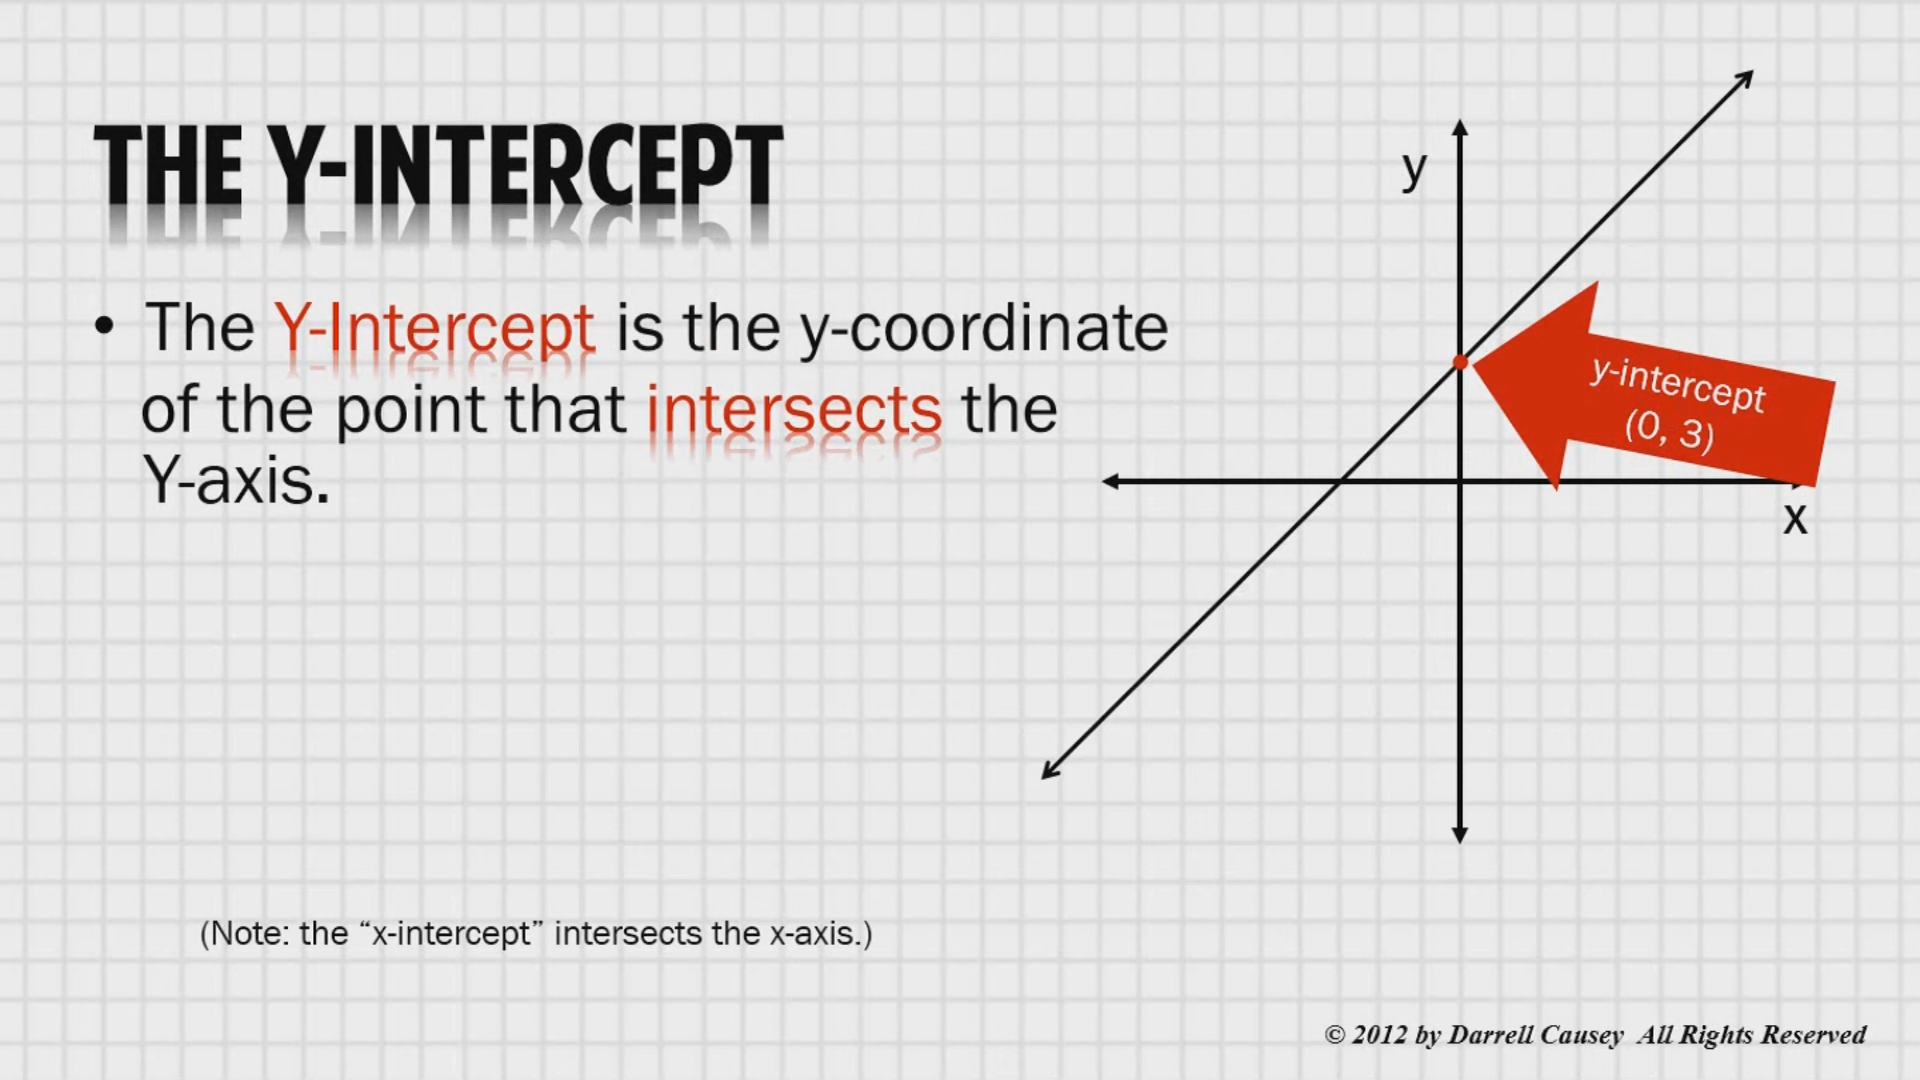 THE Y-INTERCEPT
• The Y-Intercept is the y-coordinate
of the point that intersects the
Y-axis.
y
y-intercept
(0, 3)
x
(Note: the “x-intercept” intersects the x-axis.)
© 2012 by Darrell Causey All Rights Reserved